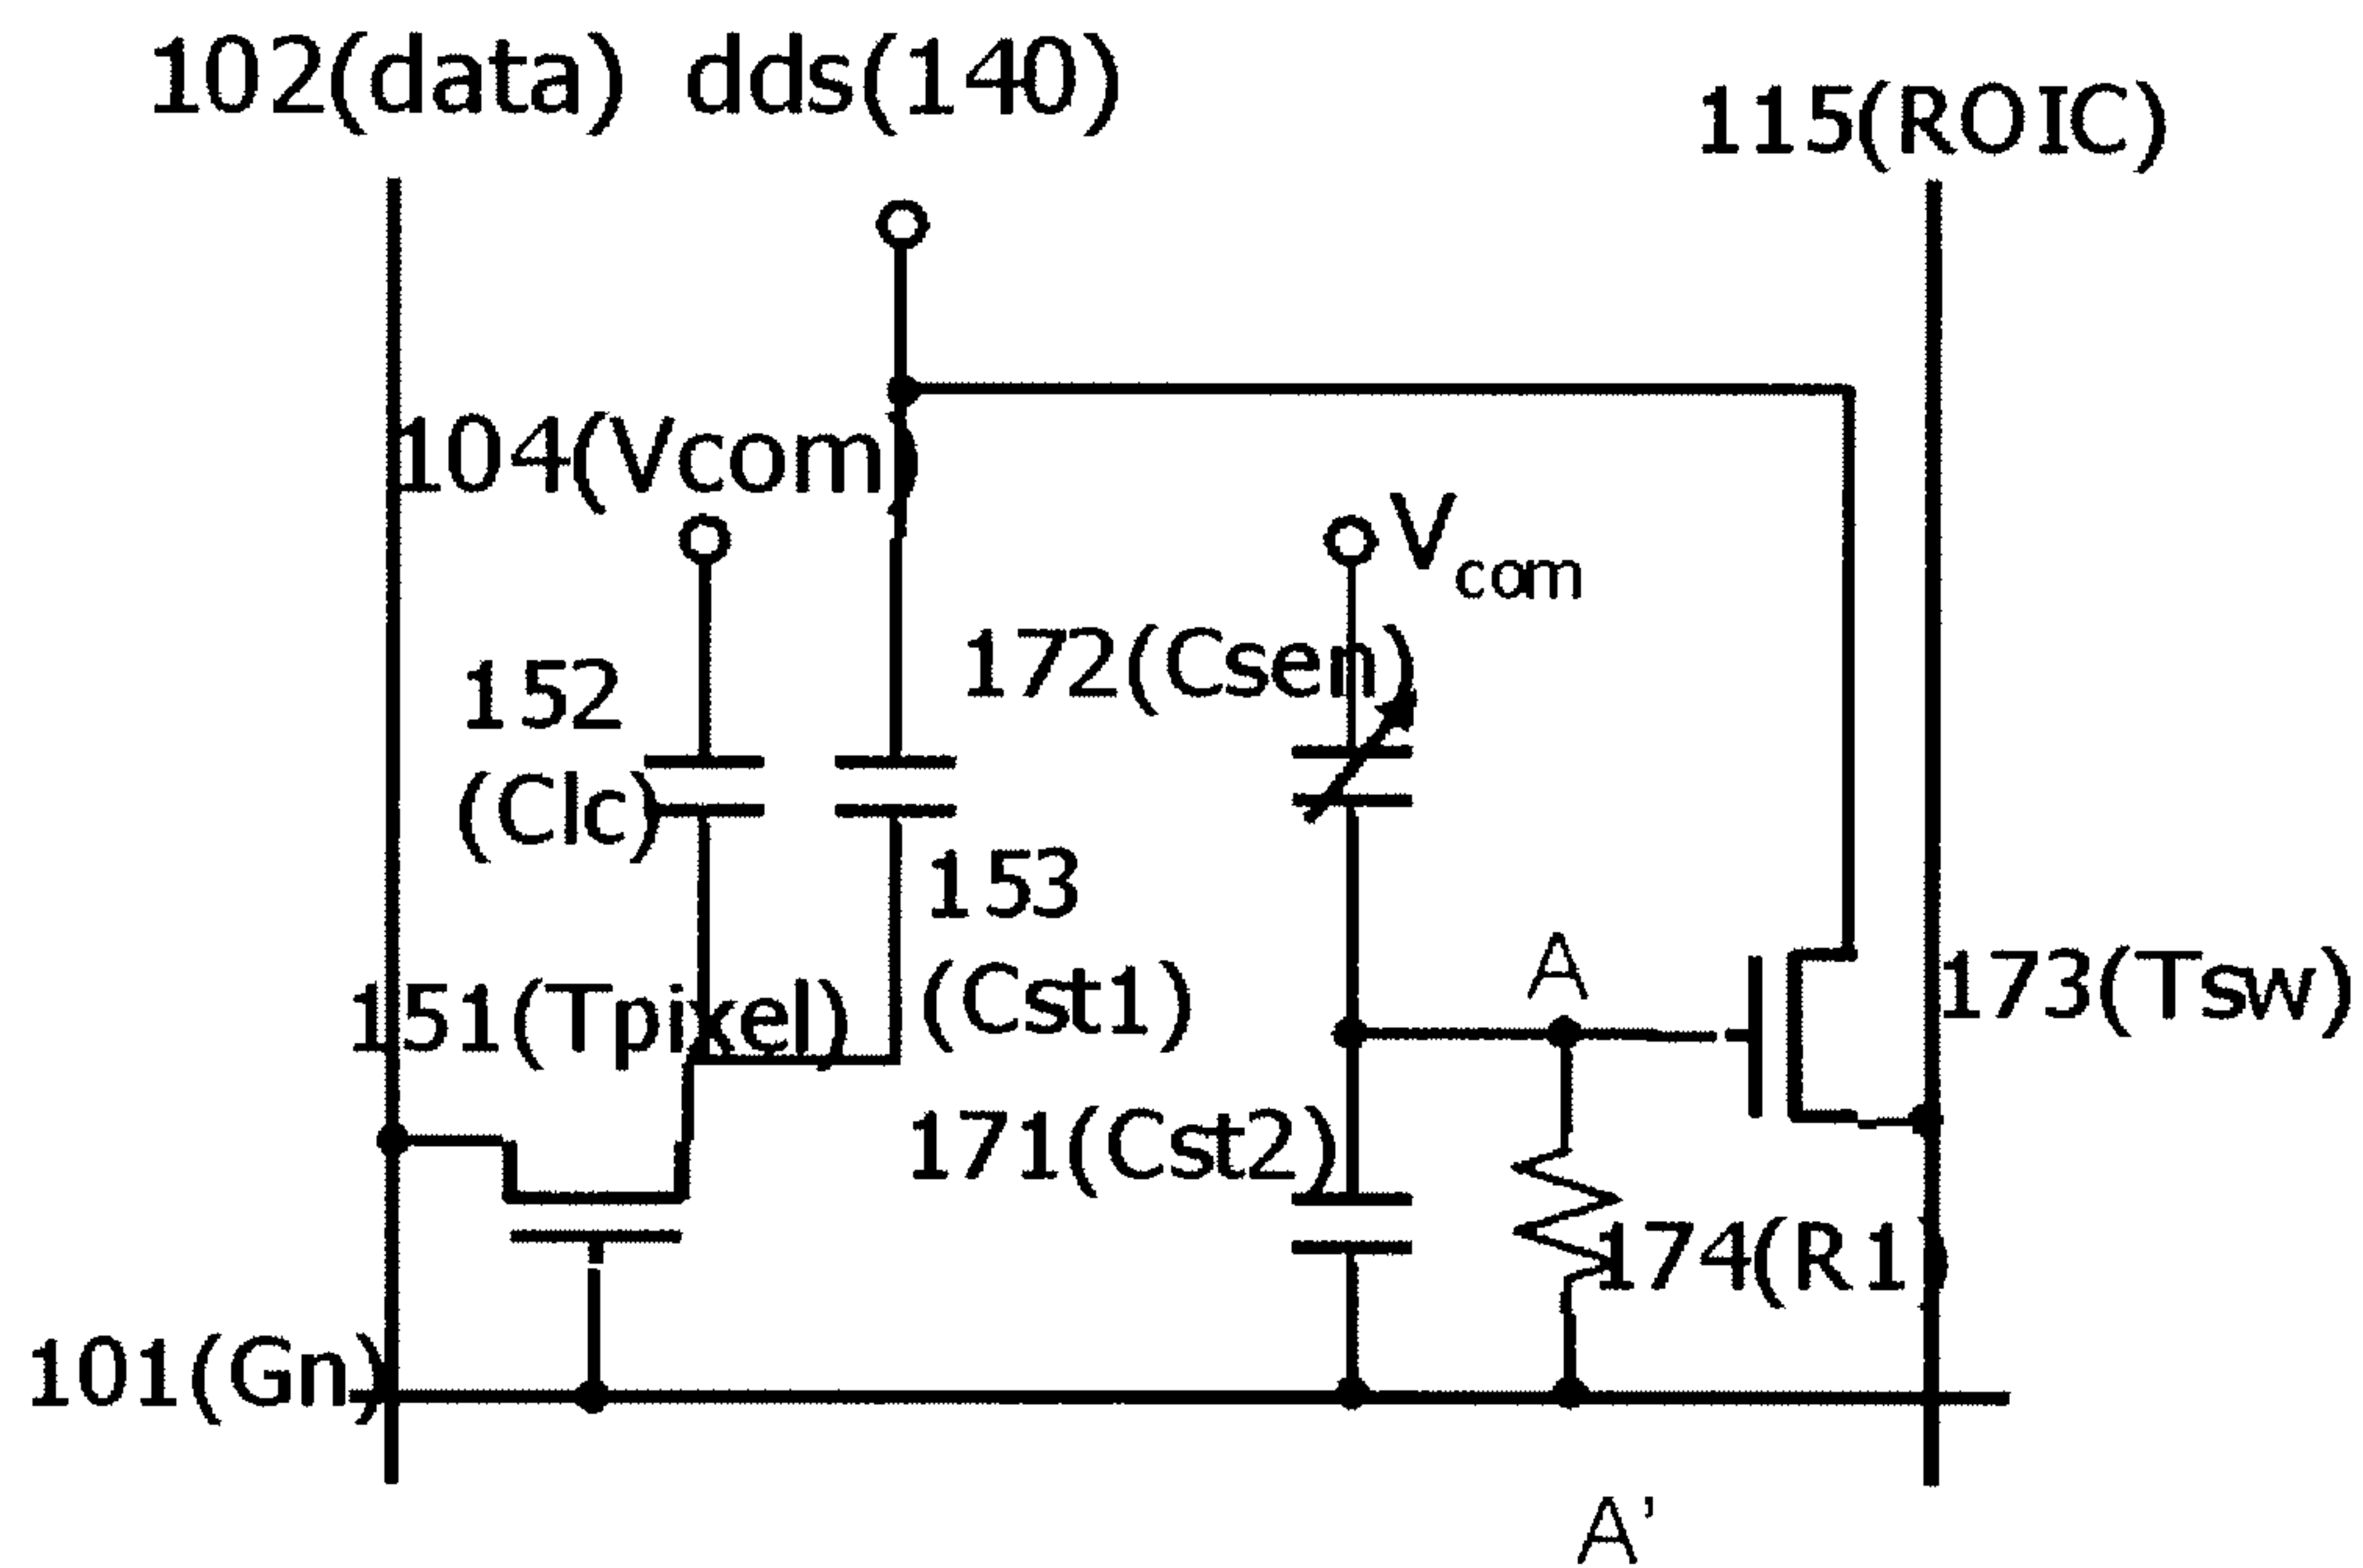 102(data) dds(140)
115(ROIC)
104(Vcom)
Vcom
172(Csen)
152
(Clc)
153
(Cst1)
A
173(Tsw)
151(Tpixel)
171(Cst2)
174(R1)
101(Gn)
A’